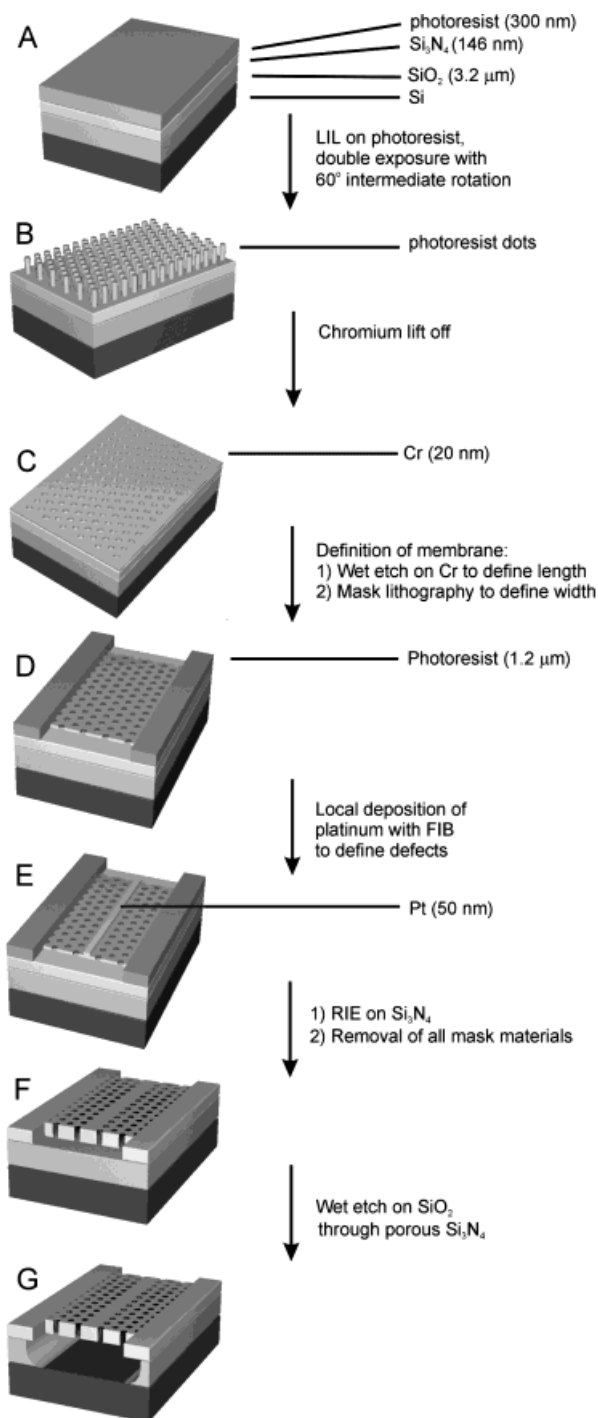 A
photoresist (300 nm)
Si₃N₄ (146 nm)
SiO₂ (3.2 μm)
Si
LIL on photoresist,
double exposure with
60° intermediate rotation
B
photoresist dots
Chromium lift off
C
Cr (20 nm)
Definition of membrane:
1) Wet etch on Cr to define length
2) Mask lithography to define width
D
Photoresist (1.2 μm)
Local deposition of
platinum with FIB
to define defects
E
Pt (50 nm)
1) RIE on Si₃N₄
2) Removal of all mask materials
F
Wet etch on SiO₂
through porous Si₃N₄
G